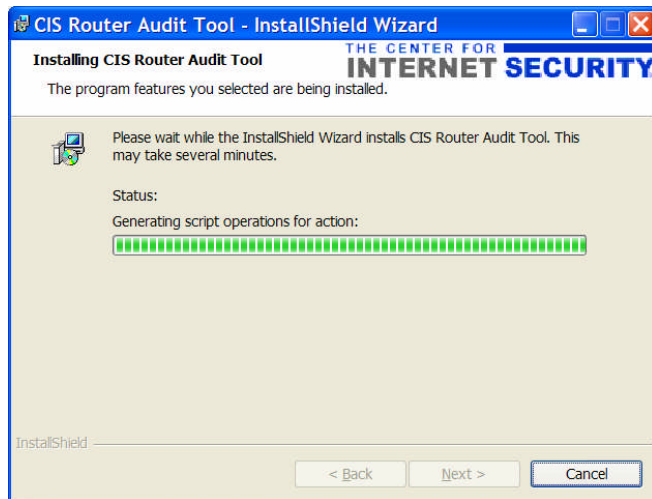 CIS Router Audit Tool - InstallShield Wizard
THE CENTER FOR
INTERNET SECURITY
Installing CIS Router Audit Tool
The program features you selected are being installed.
Please wait while the InstallShield Wizard installs CIS Router Audit Tool. This
may take several minutes.
Status:
Generating script operations for action:
InstallShield
< Back
Next >
Cancel